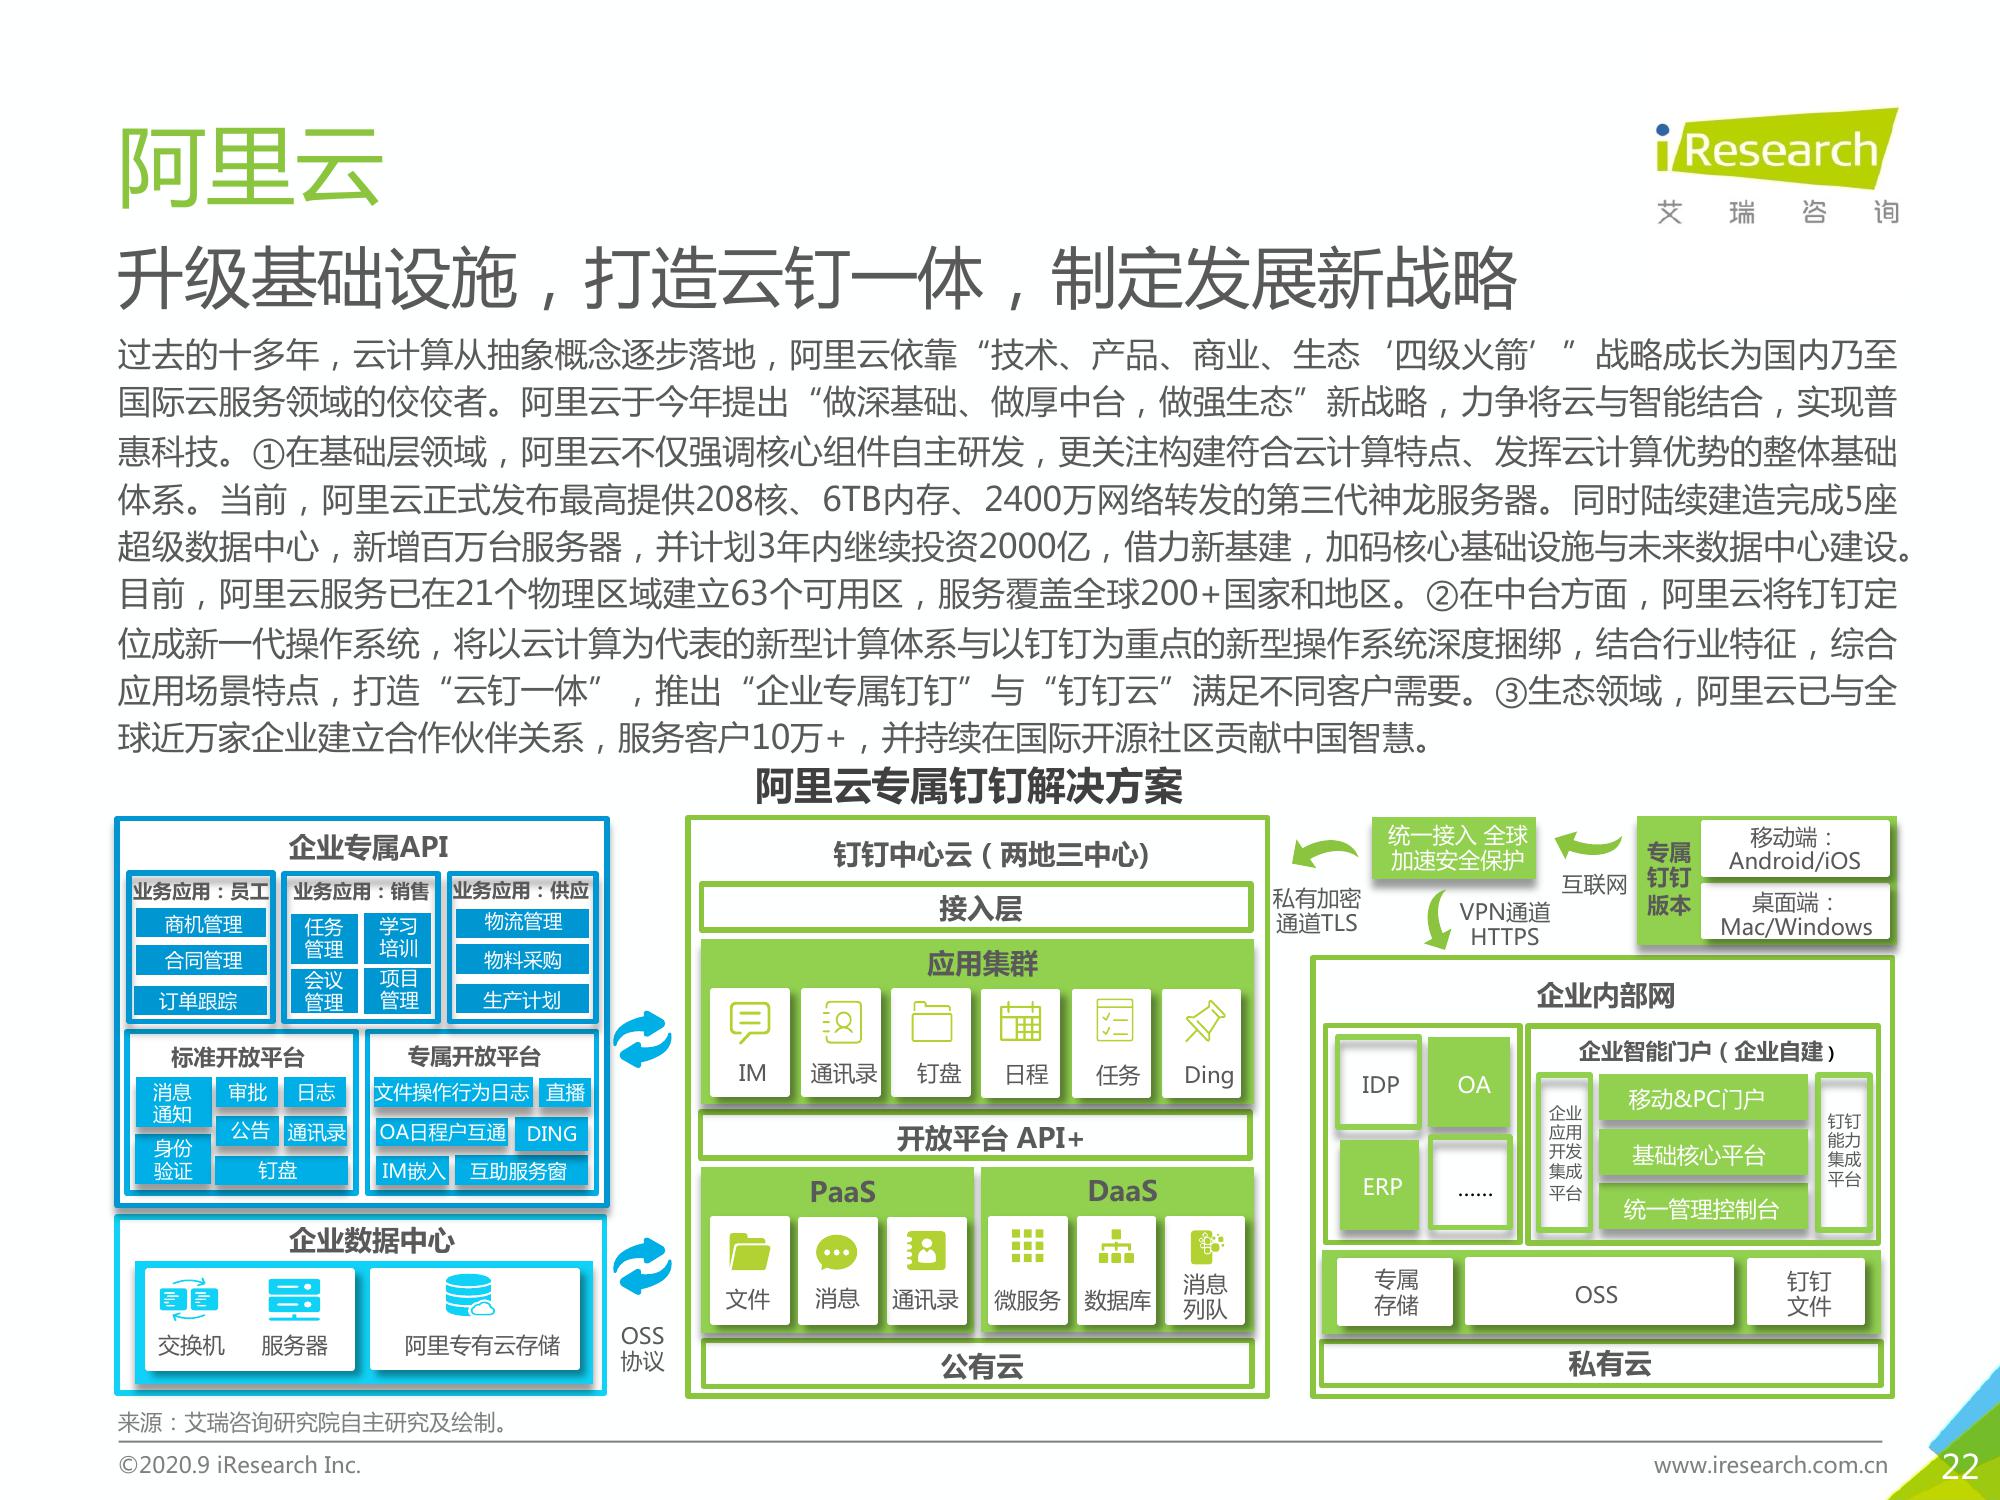 阿里云
iResearch
艾瑞咨询
升级基础设施，打造云钉一体，制定发展新战略
过去的十多年，云计算从抽象概念逐步落地，阿里云依靠“技术、产品、商业、生态‘四级火箭’”战略成长为国内乃至
国际云服务领域的佼佼者。阿里云于今年提出“做深基础、做厚中台，做强生态”新战略，力争将云与智能结合，实现普
惠科技。①在基础层领域，阿里云不仅强调核心组件自主研发，更关注构建符合云计算特点、发挥云计算优势的整体基础
体系。当前，阿里云正式发布最高提供208核、6TB内存、2400万网络转发的第三代神龙服务器。同时陆续建造完成5座
超级数据中心，新增百万台服务器，并计划3年内继续投资2000亿，借力新基建，加码核心基础设施与未来数据中心建设。
目前，阿里云服务已在21个物理区域建立63个可用区，服务覆盖全球200+国家和地区。②在中台方面，阿里云将钉钉定
位成新一代操作系统，将以云计算为代表的新型计算体系与以钉钉为重点的新型操作系统深度捆绑，结合行业特征，综合
应用场景特点，打造“云钉一体”，推出“企业专属钉钉”与“钉钉云”满足不同客户需要。③生态领域，阿里云已与全
球近万家企业建立合作伙伴关系，服务客户10万+，并持续在国际开源社区贡献中国智慧。
阿里云专属钉钉解决方案
企业专属API
业务应用：员工
商机管理
合同管理
订单跟踪
业务应用：销售
任务
管理
学习
培训
会议
管理
项目
管理
业务应用：供应
物流管理
物料采购
生产计划
标准开放平台
消息
通知
审批
日志
公告
通讯录
身份
验证
钉盘
专属开放平台
文件操作行为日志
直播
OA日程户互通
DING
IM嵌入
互助服务窗
企业数据中心
交换机
服务器
阿里专有云存储
OSS
协议
钉钉中心云（两地三中心)
接入层
应用集群
IM
通讯录
钉盘
日程
任务
Ding
开放平台 API+
PaaS
文件
消息
通讯录
DaaS
微服务
数据库
消息
列队
公有云
私有加密
通道TLS
统一接入 全球
加速安全保护
VPN通道
HTTPS
互联网
专属
钉钉
版本
移动端：
Android/iOS
桌面端：
Mac/Windows
企业内部网
IDP
OA
ERP
......
企业智能门户（企业自建）
企业
应用
开发
集成
平台
移动&PC门户
基础核心平台
统一管理控制台
钉钉
能力
集成
平台
专属
存储
OSS
钉钉
文件
私有云
来源：艾瑞咨询研究院自主研究及绘制。
©2020.9 iResearch Inc.
www.iresearch.com.cn
22